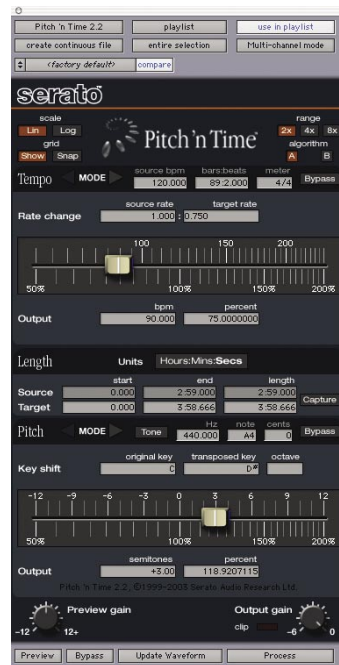 Pitch 'n Time 2.2 playlist use in playlist
create continuous file entire selection Multi-channel mode
<factory default> compare
serato
scale range
Lin Log Pitch 'n Time 2x 4x 8x
grid algorithm
Show Snap A B
source bpm bars:beats meter
Tempo MODE 120.000 89:2.000 4/4 Bypass
source rate target rate
Rate change 1.000 : 0.750
100 150 200
50% 100% 150% 200%
bpm percent
Output 90.000 75.0000000
Length Units Hours:Mins:Secs
start end length
Source 0.000 2:59.000 2:59.000
Target 0.000 3:58.666 3:58.666 Capture
Hz note cents
Pitch MODE Tone 440.000 A4 0 Bypass
original key transposed key octave
Key shift C D#
-12 -9 -6 -3 0 3 6 9 12
50% 100% 150% 200%
semitones percent
Output +3.00 118.9207115
Pitch 'n Time 2.2, ©1999-2003 Serato Audio Research Ltd.
Preview gain Output gain
clip
-12 12+ -6 0
Preview Bypass Update Waveform Process